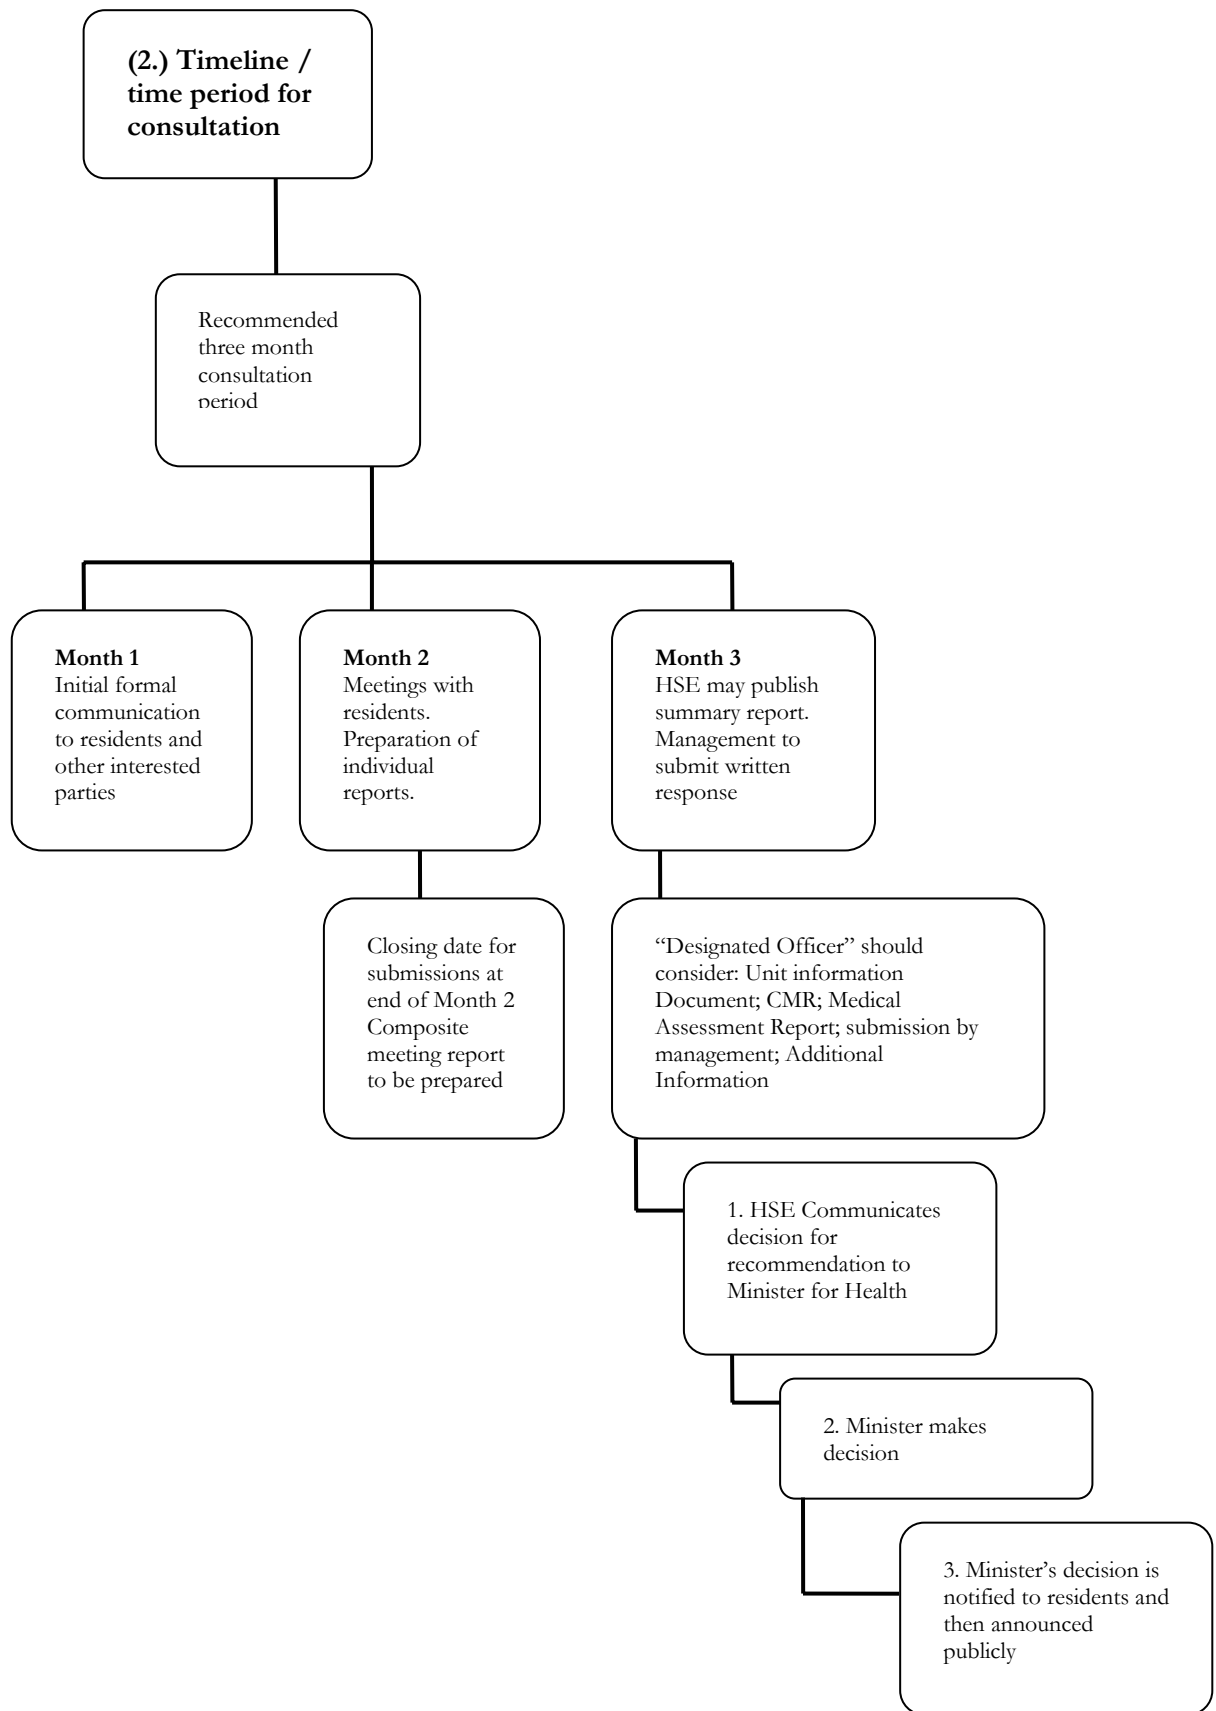 (2.) Timeline /
time period for
consultation
Recommended
three month
consultation
period
Month 1
Initial formal
communication
to residents and
other interested
parties
Month 2
Meetings with
residents.
Preparation of
individual
reports.
Month 3
HSE may publish
summary report.
Management to
submit written
response
Closing date for
submissions at
end of Month 2
Composite
meeting report
to be prepared
“Designated Officer” should
consider: Unit information
Document; CMR; Medical
Assessment Report; submission by
management; Additional
Information
1. HSE Communicates
decision for
recommendation to
Minister for Health
2. Minister makes
decision
3. Minister’s decision is
notified to residents and
then announced
publicly